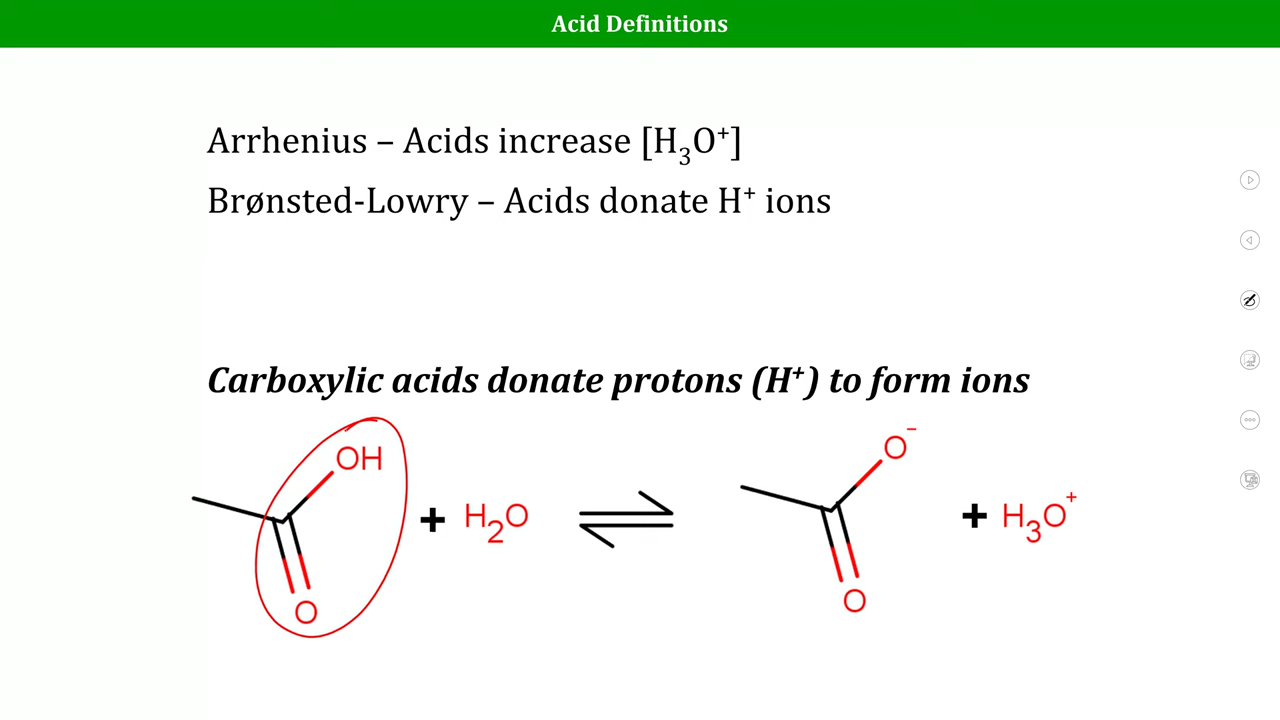 Acid Definitions
Arrhenius – Acids increase [H₃O⁺]
Brønsted-Lowry – Acids donate H⁺ ions
Carboxylic acids donate protons (H⁺) to form ions
OH
O
+ H₂O
O⁻
O
+ H₃O⁺